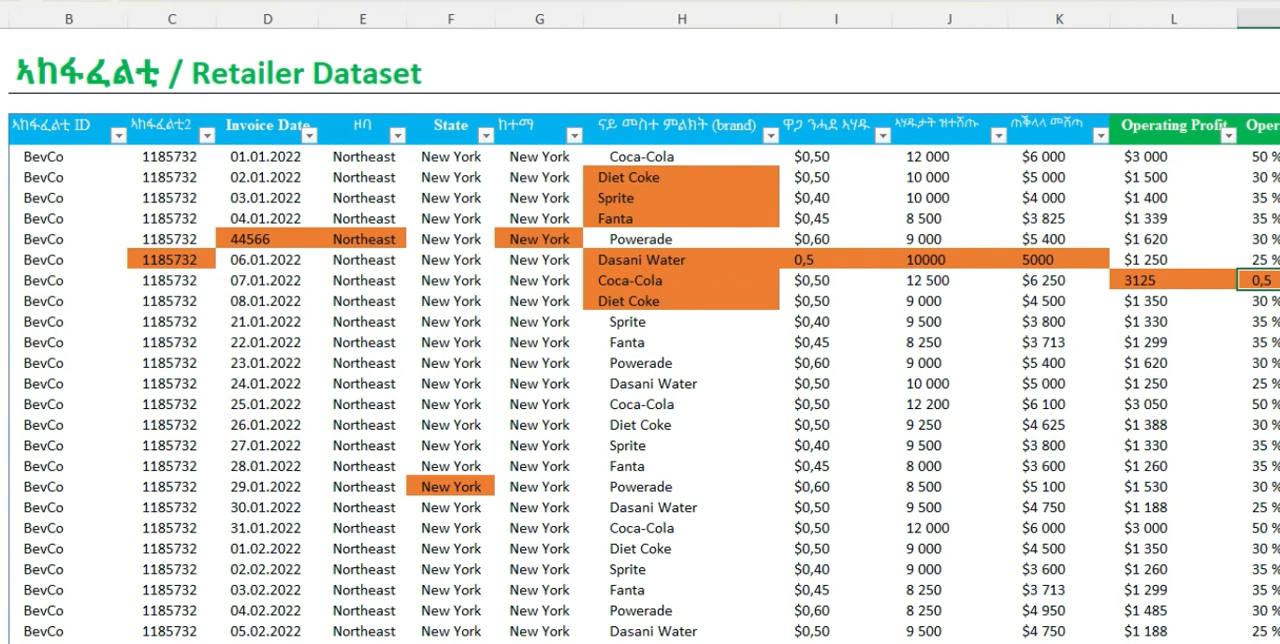 B C D E F G H I J K L
ኣከፋፈልቲ / Retailer Dataset
ኣከፋፈልቲ ID ኣከፋፈልቲ2 Invoice Date ዞባ State ከተማ ናይ መስተ ምልክት (brand) ዋጋ ንሓደ ኣሃዱ ኣሃዱታት ዝተሸጡ ጠቅላላ መሸጣ Operating Profit Oper
BevCo 1185732 01.01.2022 Northeast New York New York Coca-Cola $0,50 12 000 $6 000 $3 000 50 %
BevCo 1185732 02.01.2022 Northeast New York New York Diet Coke $0,50 10 000 $5 000 $1 500 30 %
BevCo 1185732 03.01.2022 Northeast New York New York Sprite $0,40 10 000 $4 000 $1 400 35 %
BevCo 1185732 04.01.2022 Northeast New York New York Fanta $0,45 8 500 $3 825 $1 339 35 %
BevCo 1185732 44566 Northeast New York New York Powerade $0,60 9 000 $5 400 $1 620 30 %
BevCo 1185732 06.01.2022 Northeast New York New York Dasani Water 0,5 10000 5000 $1 250 25 %
BevCo 1185732 07.01.2022 Northeast New York New York Coca-Cola $0,50 12 500 $6 250 3125 0,5
BevCo 1185732 08.01.2022 Northeast New York New York Diet Coke $0,50 9 000 $4 500 $1 350 30 %
BevCo 1185732 21.01.2022 Northeast New York New York Sprite $0,40 9 500 $3 800 $1 330 35 %
BevCo 1185732 22.01.2022 Northeast New York New York Fanta $0,45 8 250 $3 713 $1 299 35 %
BevCo 1185732 23.01.2022 Northeast New York New York Powerade $0,60 9 000 $5 400 $1 620 30 %
BevCo 1185732 24.01.2022 Northeast New York New York Dasani Water $0,50 10 000 $5 000 $1 250 25 %
BevCo 1185732 25.01.2022 Northeast New York New York Coca-Cola $0,50 12 200 $6 100 $3 050 50 %
BevCo 1185732 26.01.2022 Northeast New York New York Diet Coke $0,50 9 250 $4 625 $1 388 30 %
BevCo 1185732 27.01.2022 Northeast New York New York Sprite $0,40 9 500 $3 800 $1 330 35 %
BevCo 1185732 28.01.2022 Northeast New York New York Fanta $0,45 8 000 $3 600 $1 260 35 %
BevCo 1185732 29.01.2022 Northeast New York New York Powerade $0,60 8 500 $5 100 $1 530 30 %
BevCo 1185732 30.01.2022 Northeast New York New York Dasani Water $0,50 9 500 $4 750 $1 188 25 %
BevCo 1185732 31.01.2022 Northeast New York New York Coca-Cola $0,50 12 000 $6 000 $3 000 50 %
BevCo 1185732 01.02.2022 Northeast New York New York Diet Coke $0,50 9 000 $4 500 $1 350 30 %
BevCo 1185732 02.02.2022 Northeast New York New York Sprite $0,40 9 000 $3 600 $1 260 35 %
BevCo 1185732 03.02.2022 Northeast New York New York Fanta $0,45 8 250 $3 713 $1 299 35 %
BevCo 1185732 04.02.2022 Northeast New York New York Powerade $0,60 8 250 $4 950 $1 485 30 %
BevCo 1185732 05.02.2022 Northeast New York New York Dasani Water $0,50 9 500 $4 750 $1 188 25 %